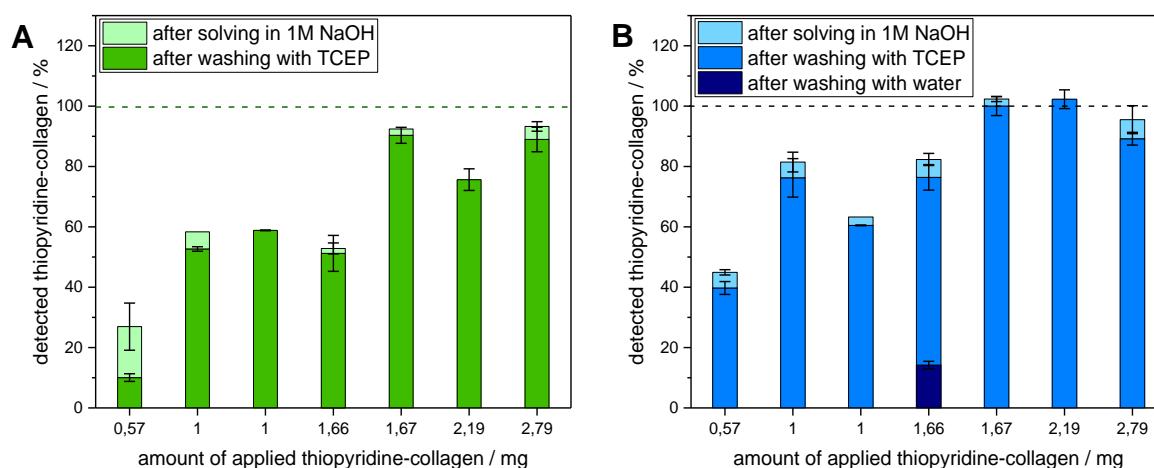 A
after solving in 1M NaOH
after washing with TCEP
detected thiopyridine-collagen / %
120
100
80
60
40
20
0
0,57 1 1 1,66 1,67 2,19 2,79
amount of applied thiopyridine-collagen / mg
B
after solving in 1M NaOH
after washing with TCEP
after washing with water
detected thiopyridine-collagen / %
120
100
80
60
40
20
0
0,57 1 1 1,66 1,67 2,19 2,79
amount of applied thiopyridine-collagen / mg